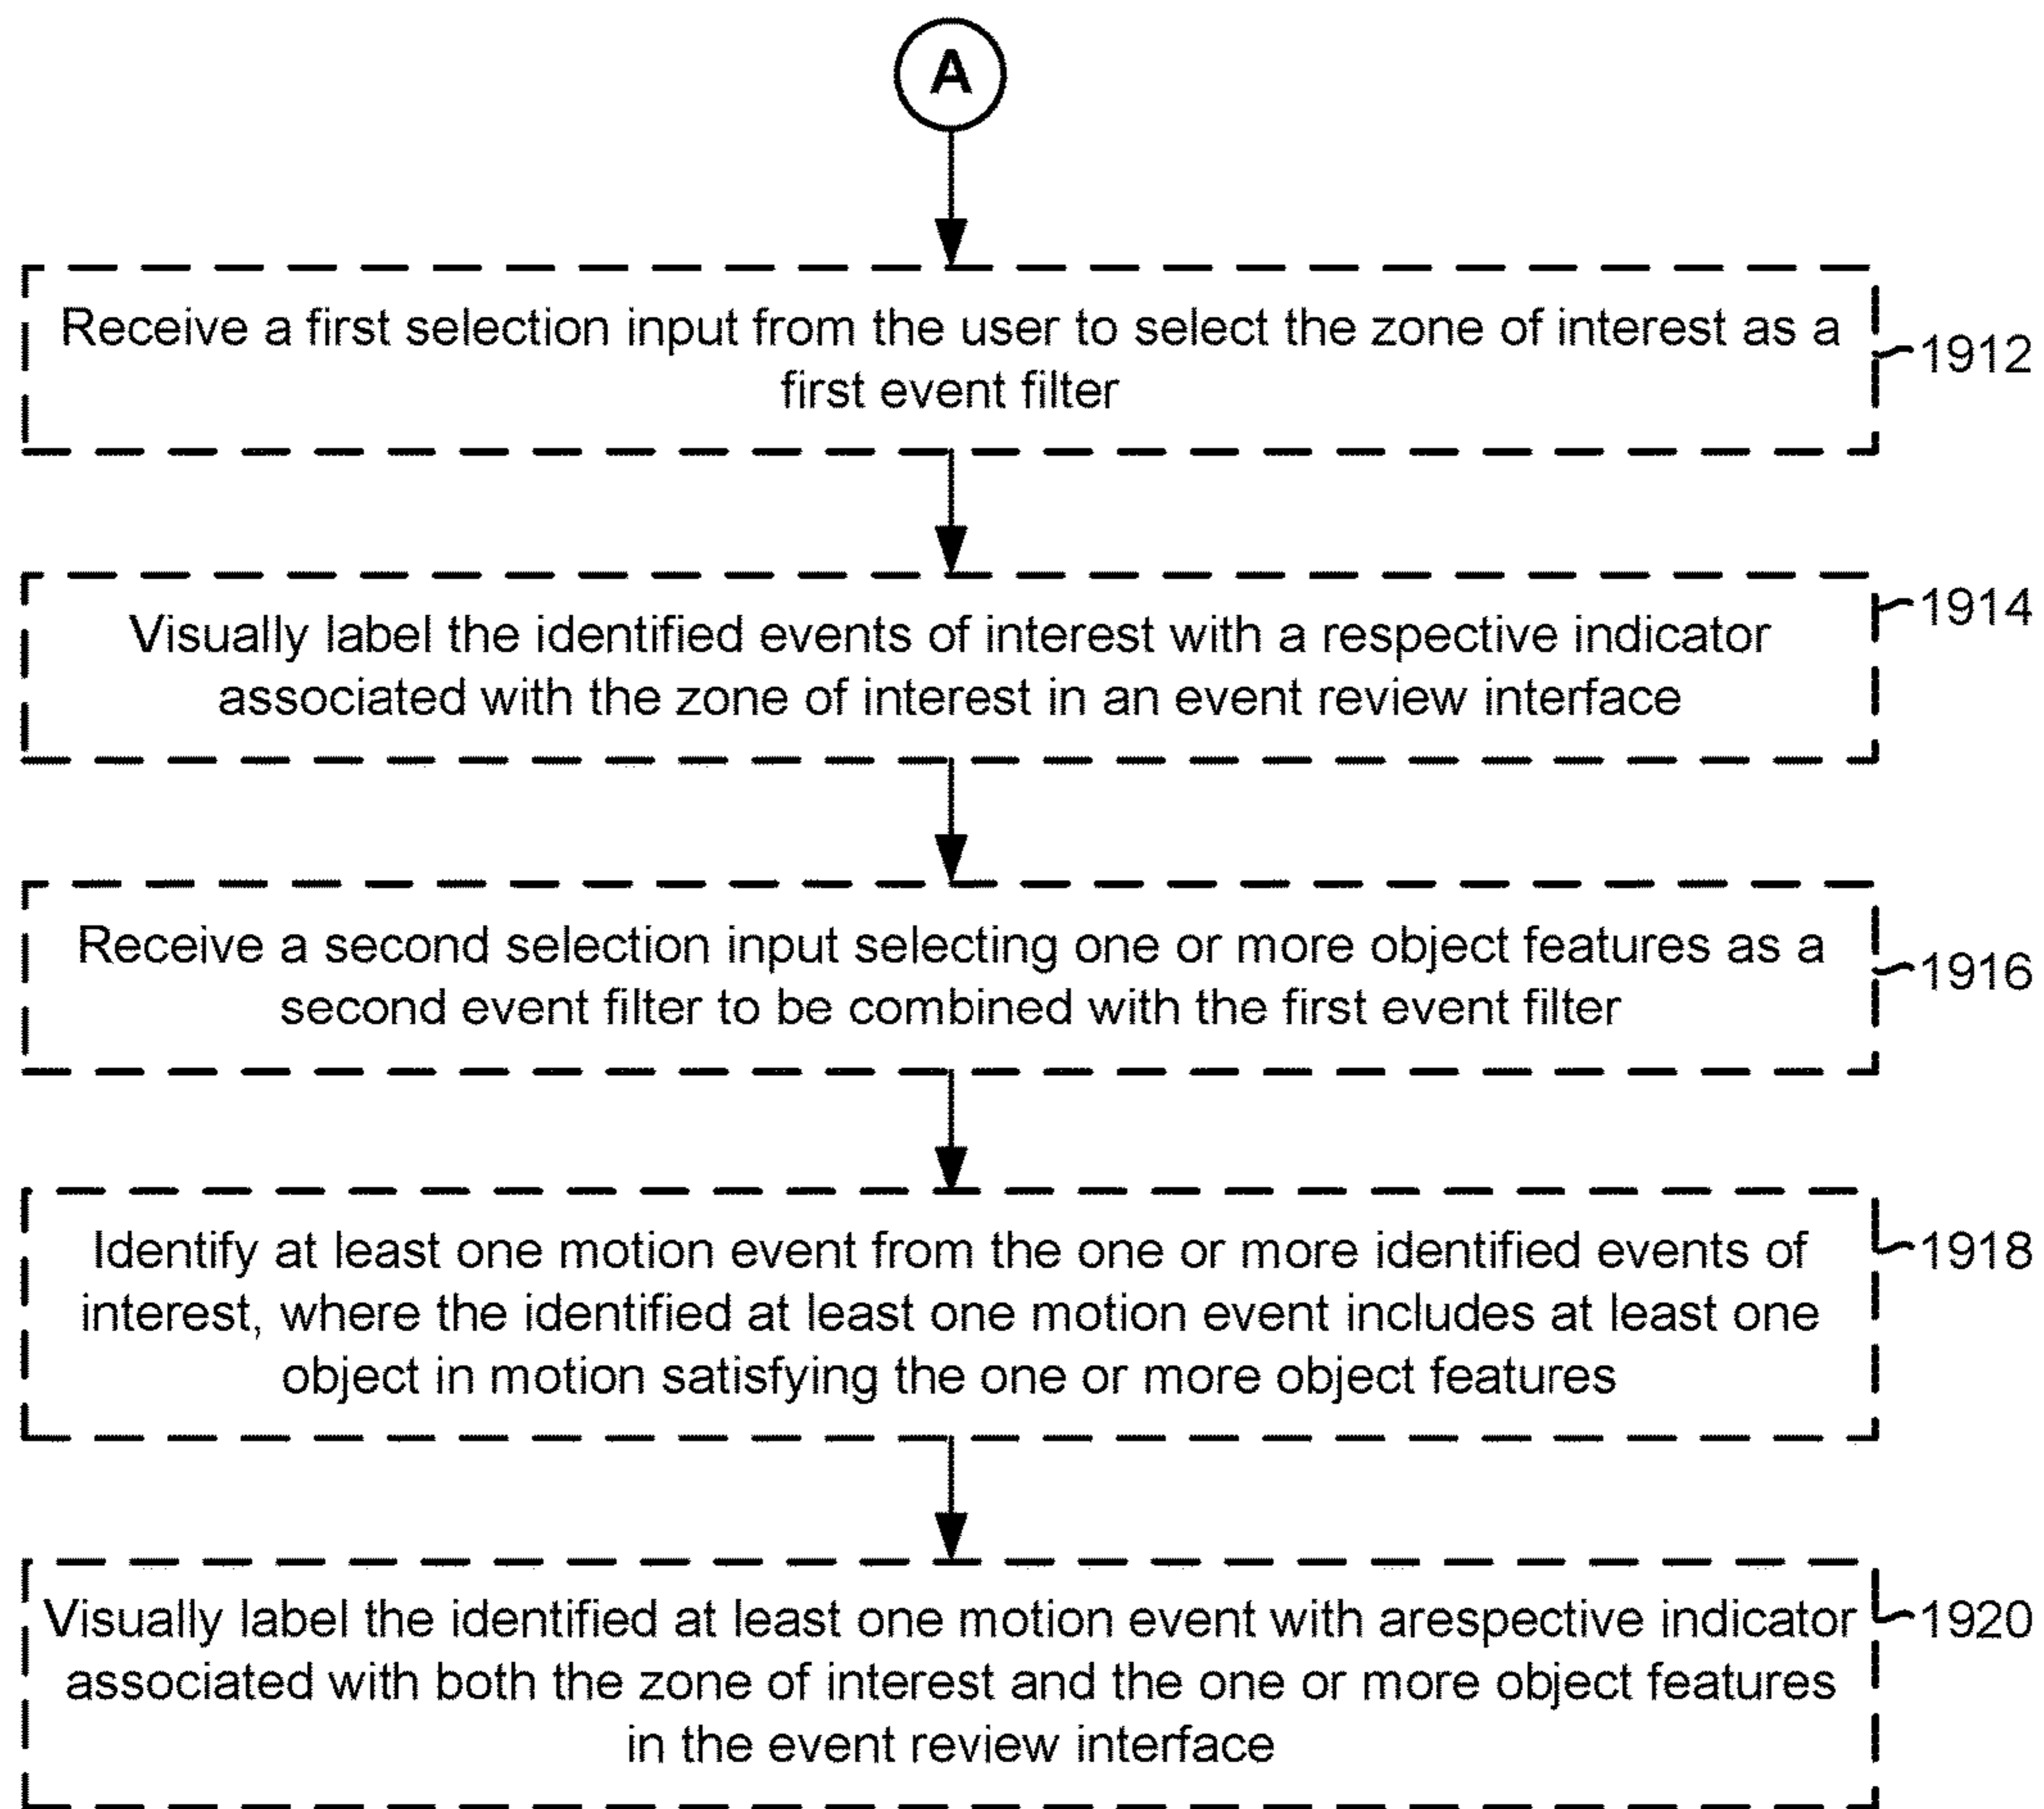 A
Receive a first selection input from the user to select the zone of interest as a
first event filter
1912
Visually label the identified events of interest with a respective indicator
associated with the zone of interest in an event review interface
1914
Receive a second selection input selecting one or more object features as a
second event filter to be combined with the first event filter
1916
Identify at least one motion event from the one or more identified events of
interest, where the identified at least one motion event includes at least one
object in motion satisfying the one or more object features
1918
Visually label the identified at least one motion event with arespective indicator
associated with both the zone of interest and the one or more object features
in the event review interface
1920